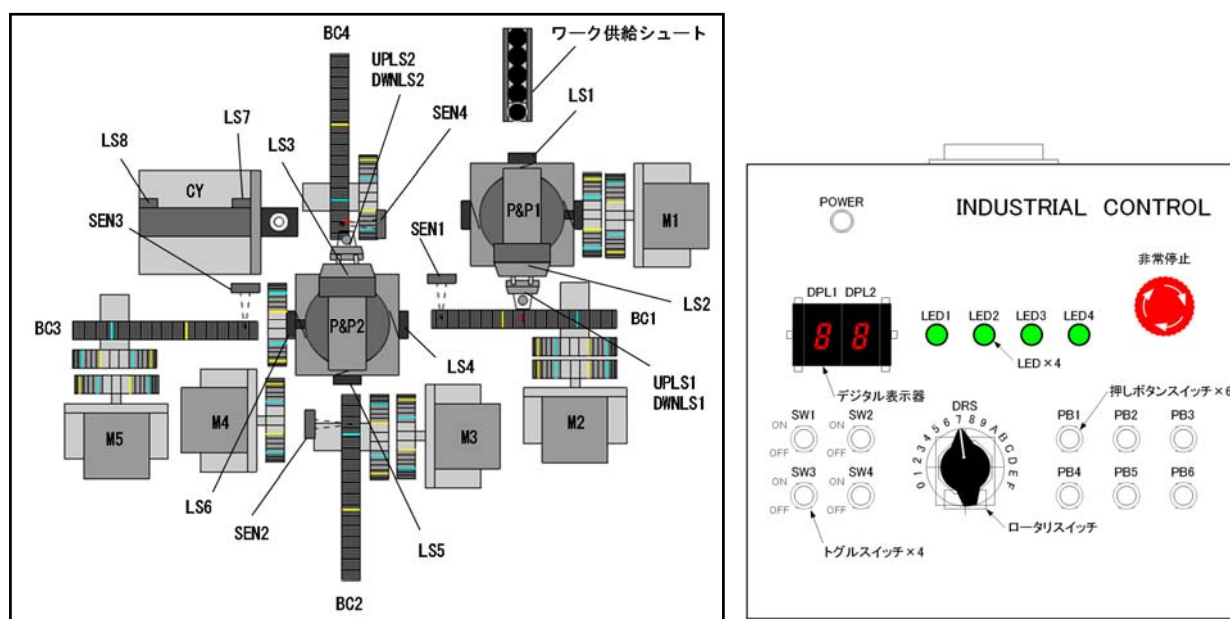 BC4
ワーク供給シュート
UPLS2
DWNLS2
LS1
SEN4
LS7
LS3
LS8
CY
P&P1
M1
SEN3
SEN1
LS2
BC3
P&P2
BC1
LS4
UPLS1
DWNLS1
M4
M3
M2
M5
LS6
SEN2
LS5
BC2
POWER
INDUSTRIAL CONTROL
非常停止
DPL1 DPL2
LED1 LED2 LED3 LED4
8 8
LED×4
デジタル表示器
押しボタンスイッチ×6
SW1 SW2
DRS
PB1 PB2 PB3
ON ON
OFF OFF
0 1 2 3 4 5 6 7 8 9 A B C D E F
SW3 SW4
PB4 PB5 PB6
ON ON
OFF OFF
ロータリスイッチ
トグルスイッチ×4